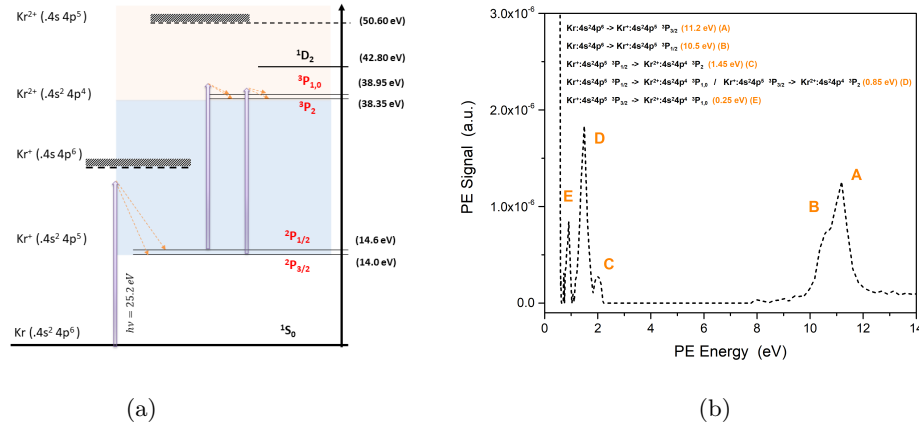 Kr²⁺ (.4s 4p⁵)
(50.60 eV)
¹D₂
(42.80 eV)
³P₁,₀
(38.95 eV)
Kr²⁺ (.4s² 4p⁴)
³P₂
(38.35 eV)
Kr⁺ (.4s 4p⁶)
Kr⁺ (.4s² 4p⁵)
²P₁/₂
(14.6 eV)
²P₃/₂
(14.0 eV)
hν = 25.2 eV
Kr (.4s² 4p⁶)
¹S₀
(a)
3.0x10⁻⁶
2.0x10⁻⁶
1.0x10⁻⁶
0.0
PE Signal (a.u.)
Kr:4s²4p⁶ -> Kr⁺:4s²4p⁵ ²P₃/₂ (11.2 eV) (A)
Kr:4s²4p⁶ -> Kr⁺:4s²4p⁵ ²P₁/₂ (10.5 eV) (B)
Kr⁺:4s²4p⁵ ²P₁/₂ -> Kr²⁺:4s²4p⁴ ³P₂ (1.45 eV) (C)
Kr⁺:4s²4p⁵ ²P₁/₂ -> Kr²⁺:4s²4p⁴ ³P₁,₀ / Kr⁺:4s²4p⁵ ²P₃/₂ -> Kr²⁺:4s²4p⁴ ³P₂ (0.85 eV) (D)
Kr⁺:4s²4p⁵ ²P₃/₂ -> Kr²⁺:4s²4p⁴ ³P₁,₀ (0.25 eV) (E)
D
A
E
B
C
0 2 4 6 8 10 12 14
PE Energy (eV)
(b)